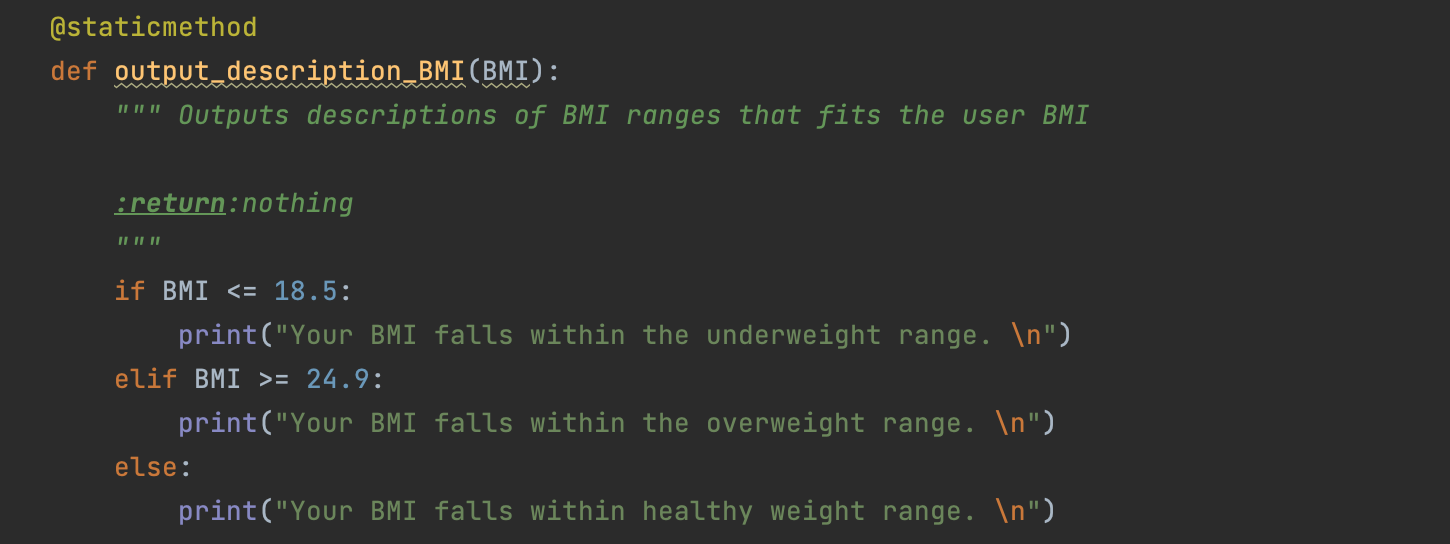 @staticmethod
def output_description_BMI(BMI):
    """ Outputs descriptions of BMI ranges that fits the user BMI

    :return:nothing
    """
    if BMI <= 18.5:
        print("Your BMI falls within the underweight range. \n")
    elif BMI >= 24.9:
        print("Your BMI falls within the overweight range. \n")
    else:
        print("Your BMI falls within healthy weight range. \n")